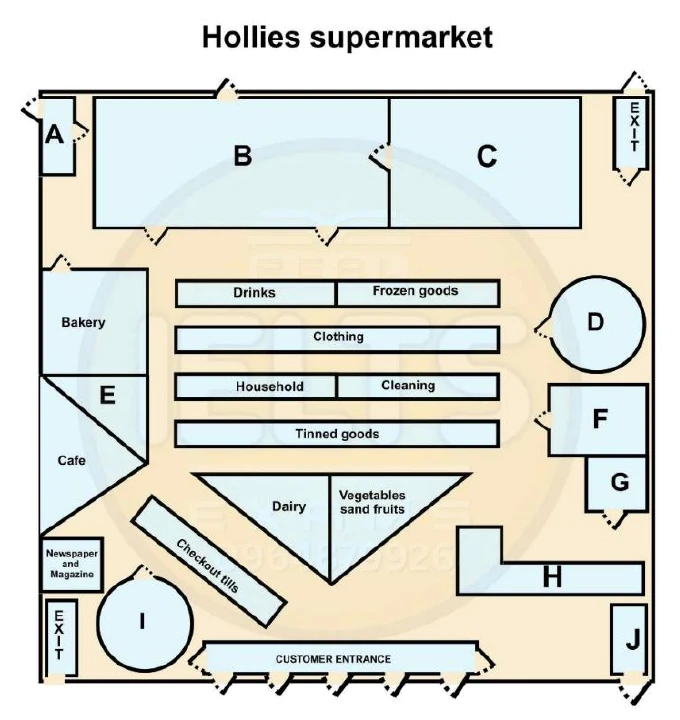 Hollies supermarket
A
B
C
EXIT
Bakery
Drinks
Frozen goods
Clothing
D
E
Household
Cleaning
Cafe
Tinned goods
F
Dairy
Vegetables
sand fruits
G
Newspaper
and
Magazine
Checkout tills
H
EXIT
I
CUSTOMER ENTRANCE
J
IELTS